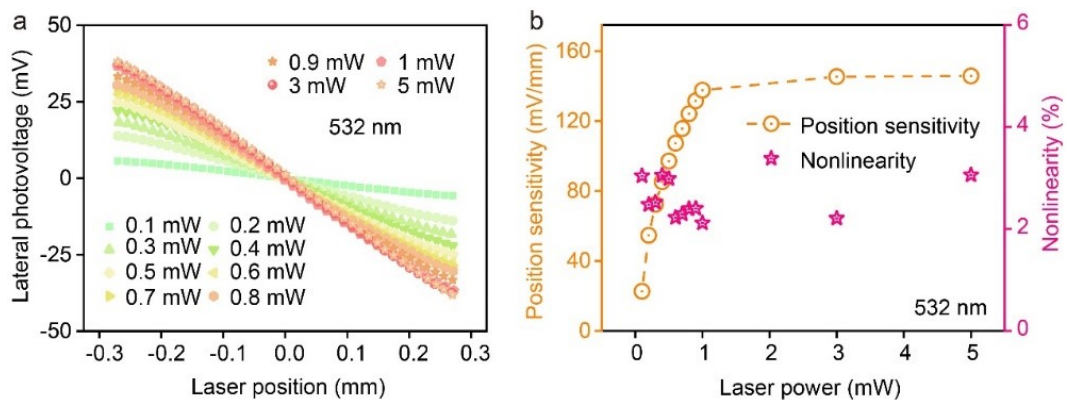 a
50
25
0
-25
-50
Lateral photovoltage (mV)
0.9 mW 1 mW
3 mW 5 mW
532 nm
0.1 mW 0.2 mW
0.3 mW 0.4 mW
0.5 mW 0.6 mW
0.7 mW 0.8 mW
-0.3 -0.2 -0.1 0.0 0.1 0.2 0.3
Laser position (mm)
b
160
120
80
40
0
Position sensitivity (mV/mm)
Position sensitivity
Nonlinearity
532 nm
6
4
2
0
Nonlinearity (%)
0 1 2 3 4 5
Laser power (mW)